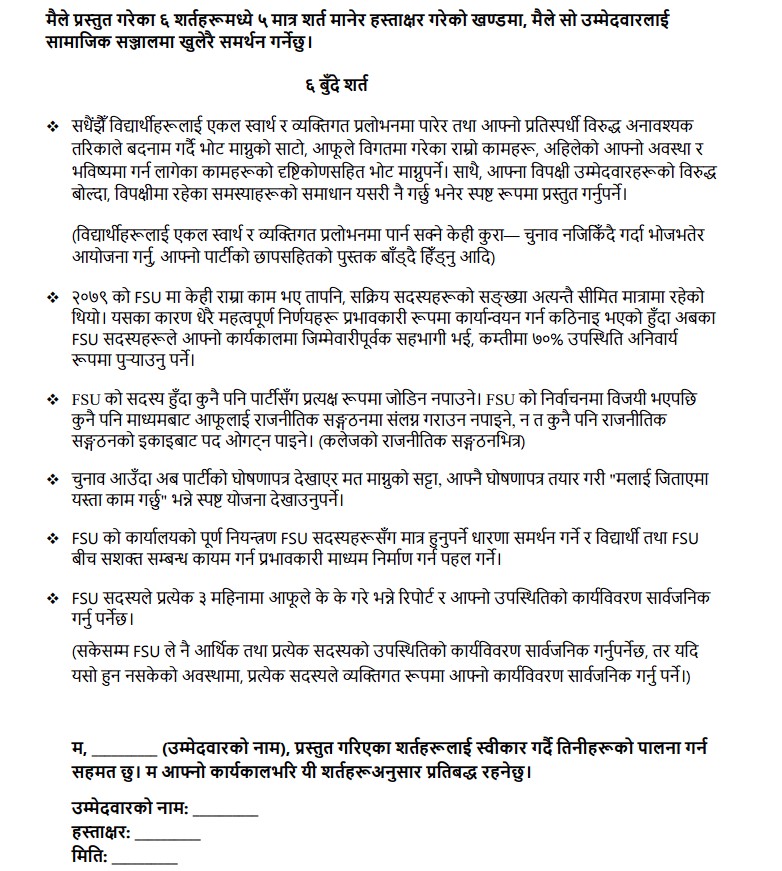 मैले प्रस्तुत गरेका ६ शर्तहरूमध्ये ५ मात्र शर्त मानेर हस्ताक्षर गरेको खण्डमा, मैले सो उम्मेदवारलाई
सामाजिक सञ्जालमा खुलेरै समर्थन गर्नेछु।
६ बुँदे शर्त
❖ सधैंझैँ विद्यार्थीहरूलाई एकल स्वार्थ र व्यक्तिगत प्रलोभनमा पारेर तथा आफ्नो प्रतिस्पर्धी विरुद्ध अनावश्यक
तरिकाले बदनाम गर्दै भोट माग्नुको साटो, आफूले विगतमा गरेका राम्रो कामहरू, अहिलेको आफ्नो अवस्था र
भविष्यमा गर्न लागेका कामहरूको दृष्टिकोणसहित भोट माग्नुपर्ने। साथै, आफ्ना विपक्षी उम्मेदवारहरूको विरुद्ध
बोल्दा, विपक्षीमा रहेका समस्याहरूको समाधान यसरी नै गर्छु भनेर स्पष्ट रूपमा प्रस्तुत गर्नुपर्ने।
(विद्यार्थीहरूलाई एकल स्वार्थ र व्यक्तिगत प्रलोभनमा पार्न सक्ने केही कुरा— चुनाव नजिकिँदै गर्दा भोजभतेर
आयोजना गर्नु, आफ्नो पार्टीको छापसहितको पुस्तक बाँड्दै हिँड्नु आदि)
❖ २०७९ को FSU मा केही राम्रा काम भए तापनि, सक्रिय सदस्यहरूको सङ्ख्या अत्यन्तै सीमित मात्रामा रहेको
थियो। यसका कारण धेरै महत्वपूर्ण निर्णयहरू प्रभावकारी रूपमा कार्यान्वयन गर्न कठिनाइ भएको हुँदा अबका
FSU सदस्यहरूले आफ्नो कार्यकालमा जिम्मेवारीपूर्वक सहभागी भई, कम्तीमा ७०% उपस्थिति अनिवार्य
रूपमा पुऱ्याउनु पर्ने।
❖ FSU को सदस्य हुँदा कुनै पनि पार्टीसँग प्रत्यक्ष रूपमा जोडिन नपाउने। FSU को निर्वाचनमा विजयी भएपछि
कुनै पनि माध्यमबाट आफूलाई राजनीतिक सङ्गठनमा संलग्न गराउन नपाइने, न त कुनै पनि राजनीतिक
सङ्गठनको इकाइबाट पद ओगट्न पाइने। (कलेजको राजनीतिक सङ्गठनभित्र)
❖ चुनाव आउँदा अब पार्टीको घोषणापत्र देखाएर मत माग्नुको सट्टा, आफ्नै घोषणापत्र तयार गरी "मलाई जिताएमा
यस्ता काम गर्छु" भन्ने स्पष्ट योजना देखाउनुपर्ने।
❖ FSU को कार्यालयको पूर्ण नियन्त्रण FSU सदस्यहरूसँग मात्र हुनुपर्ने धारणा समर्थन गर्ने र विद्यार्थी तथा FSU
बीच सशक्त सम्बन्ध कायम गर्न प्रभावकारी माध्यम निर्माण गर्न पहल गर्ने।
❖ FSU सदस्यले प्रत्येक ३ महिनामा आफूले के के गरे भन्ने रिपोर्ट र आफ्नो उपस्थितिको कार्यविवरण सार्वजनिक
गर्नु पर्नेछ।
(सकेसम्म FSU ले नै आर्थिक तथा प्रत्येक सदस्यको उपस्थितिको कार्यविवरण सार्वजनिक गर्नुपर्नेछ, तर यदि
यसो हुन नसकेको अवस्थामा, प्रत्येक सदस्यले व्यक्तिगत रूपमा आफ्नो कार्यविवरण सार्वजनिक गर्नु पर्ने।)
म, ________ (उम्मेदवारको नाम), प्रस्तुत गरिएका शर्तहरूलाई स्वीकार गर्दै तिनीहरूको पालना गर्न
सहमत छु। म आफ्नो कार्यकालभरि यी शर्तहरूअनुसार प्रतिबद्ध रहनेछु।
उम्मेदवारको नाम: ________
हस्ताक्षर: ________
मिति: ________